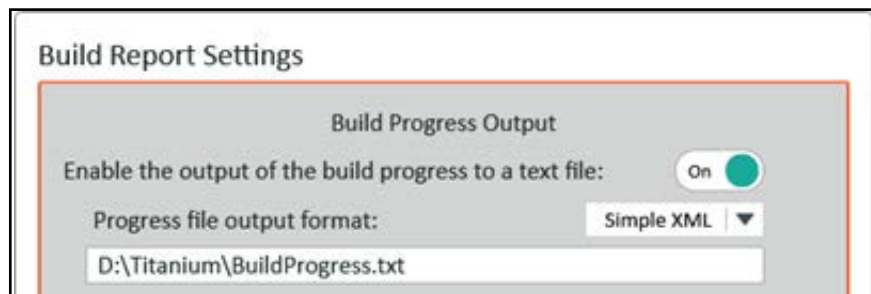 Build Report Settings
Build Progress Output
Enable the output of the build progress to a text file: On
Progress file output format: Simple XML
D:\Titanium\BuildProgress.txt